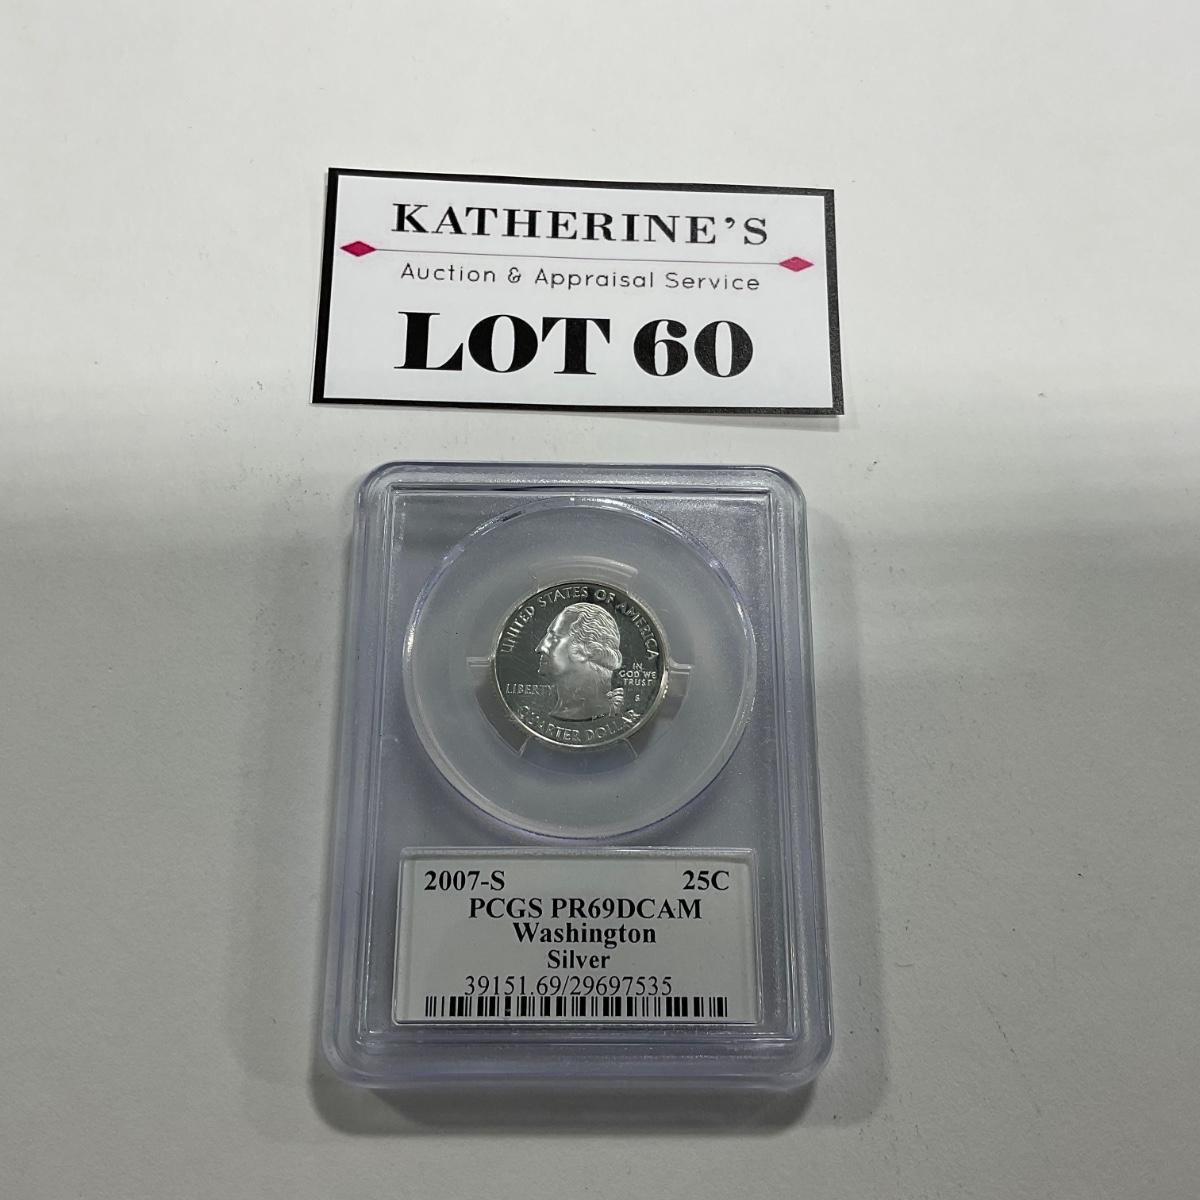 KATHERINE'S
Auction & Appraisal Service
LOT 60
UNITED STATES OF AMERICA
IN
GOD WE
TRUST
LIBERTY
S
QUARTER DOLLAR
2007-S 25C
PCGS PR69DCAM
Washington
Silver
39151.69/29697535